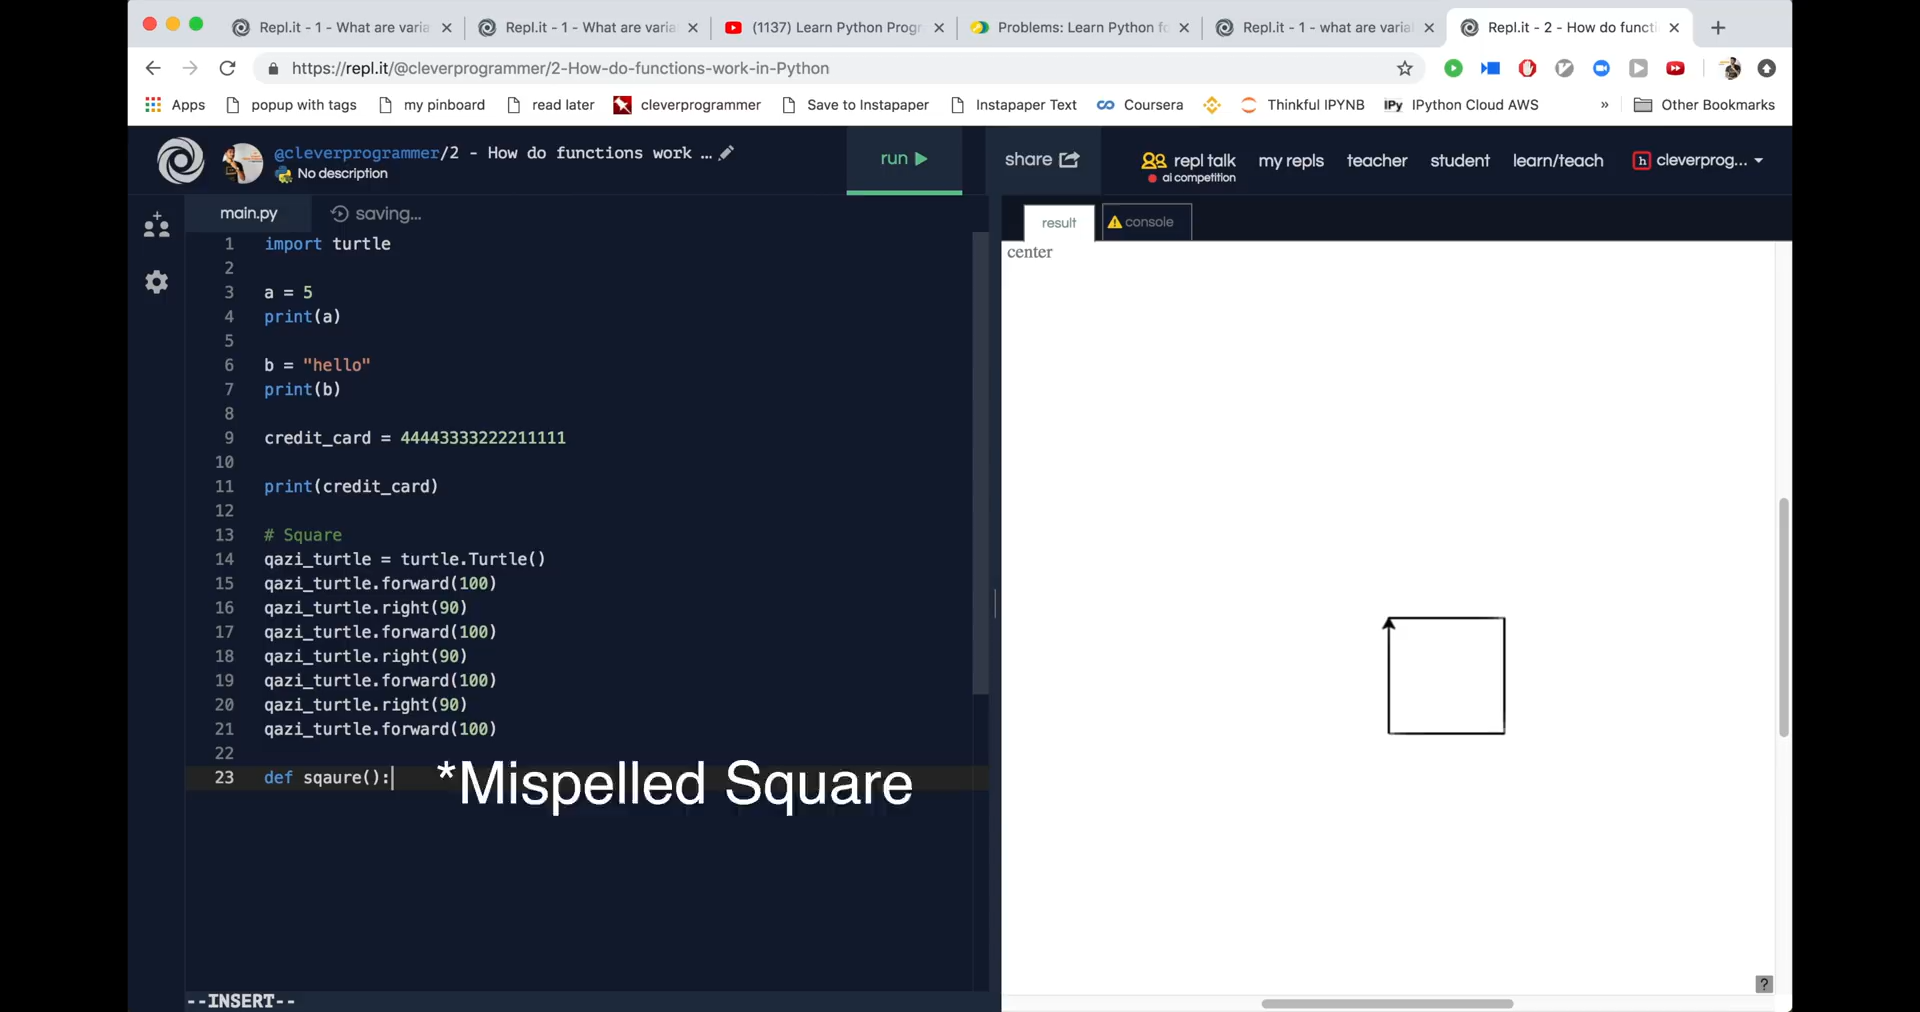 Repl.it - 1 - What are varia
Repl.it - 1 - What are varia
(1137) Learn Python Progr
Problems: Learn Python fo
Repl.it - 1 - what are varial
Repl.it - 2 - How do functi
https://repl.it/@cleverprogrammer/2-How-do-functions-work-in-Python
Apps popup with tags my pinboard read later cleverprogrammer Save to Instapaper Instapaper Text Coursera Thinkful IPYNB IPy IPython Cloud AWS » Other Bookmarks
@cleverprogrammer/2 - How do functions work …
No description
run
share
repl talk
ai competition
my repls
teacher
student
learn/teach
h cleverprog...
main.py
saving...
1 import turtle
2
3 a = 5
4 print(a)
5
6 b = "hello"
7 print(b)
8
9 credit_card = 44443333222211111
10
11 print(credit_card)
12
13 # Square
14 qazi_turtle = turtle.Turtle()
15 qazi_turtle.forward(100)
16 qazi_turtle.right(90)
17 qazi_turtle.forward(100)
18 qazi_turtle.right(90)
19 qazi_turtle.forward(100)
20 qazi_turtle.right(90)
21 qazi_turtle.forward(100)
22
23 def sqaure():
*Mispelled Square
--INSERT--
result
console
center
?